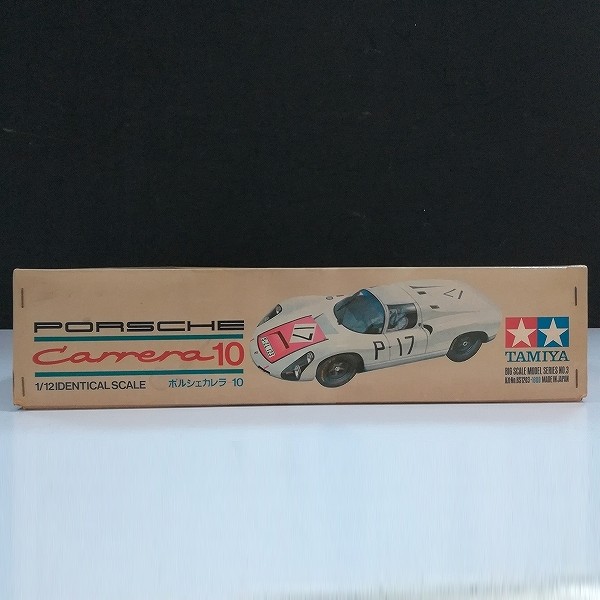 PORSCHE
Carrera 10
1/12 IDENTICAL SCALE
ポルシェカレラ 10
P-17
17
TAMIYA
BIG SCALE MODEL SERIES NO.3
MADE IN JAPAN